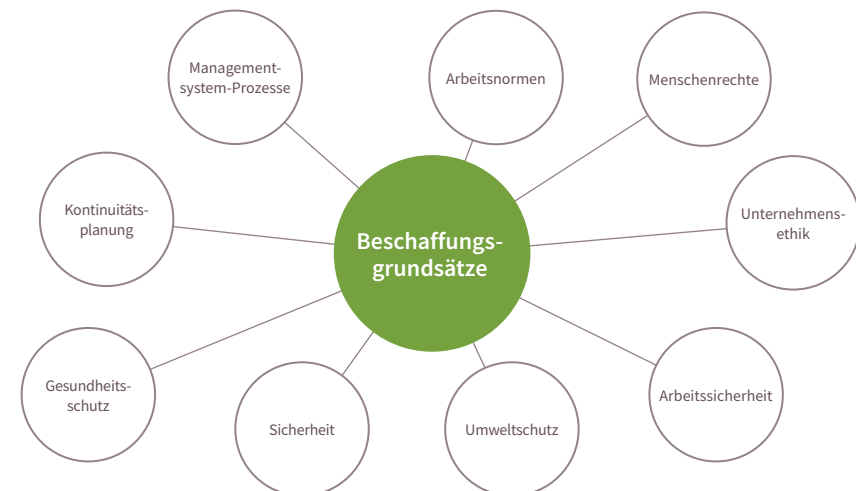 Management-
system-Prozesse
Arbeitsnormen
Menschenrechte
Kontinuitäts-
planung
Beschaffungs-
grundsätze
Unternehmens-
ethik
Gesundheits-
schutz
Sicherheit
Umweltschutz
Arbeitssicherheit